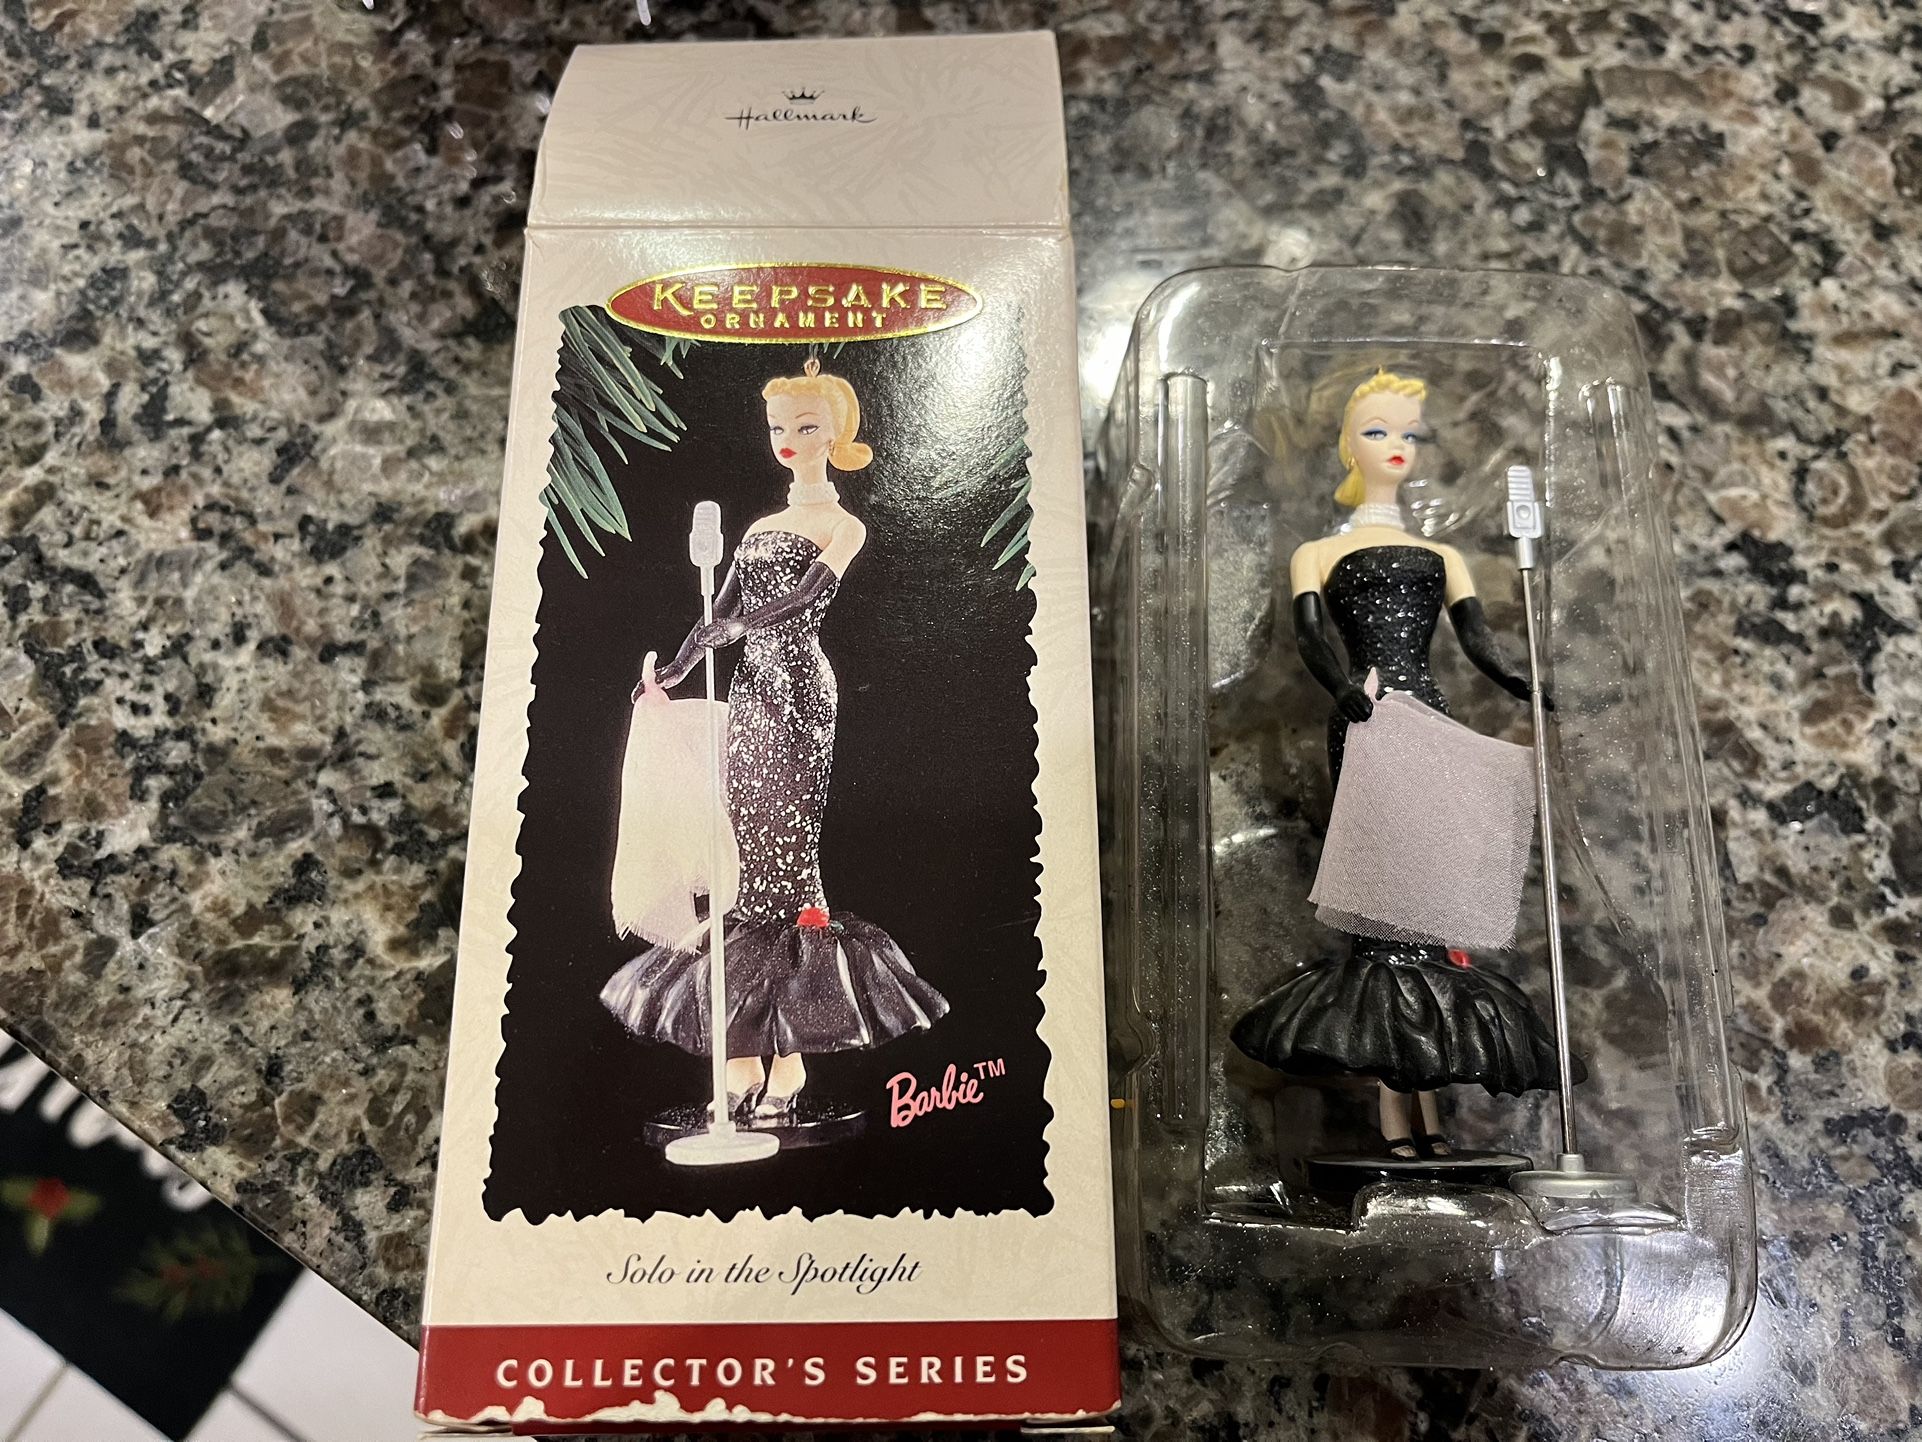 Hallmark
KEEPSAKE
ORNAMENT
Barbie™
Solo in the Spotlight
COLLECTOR'S SERIES